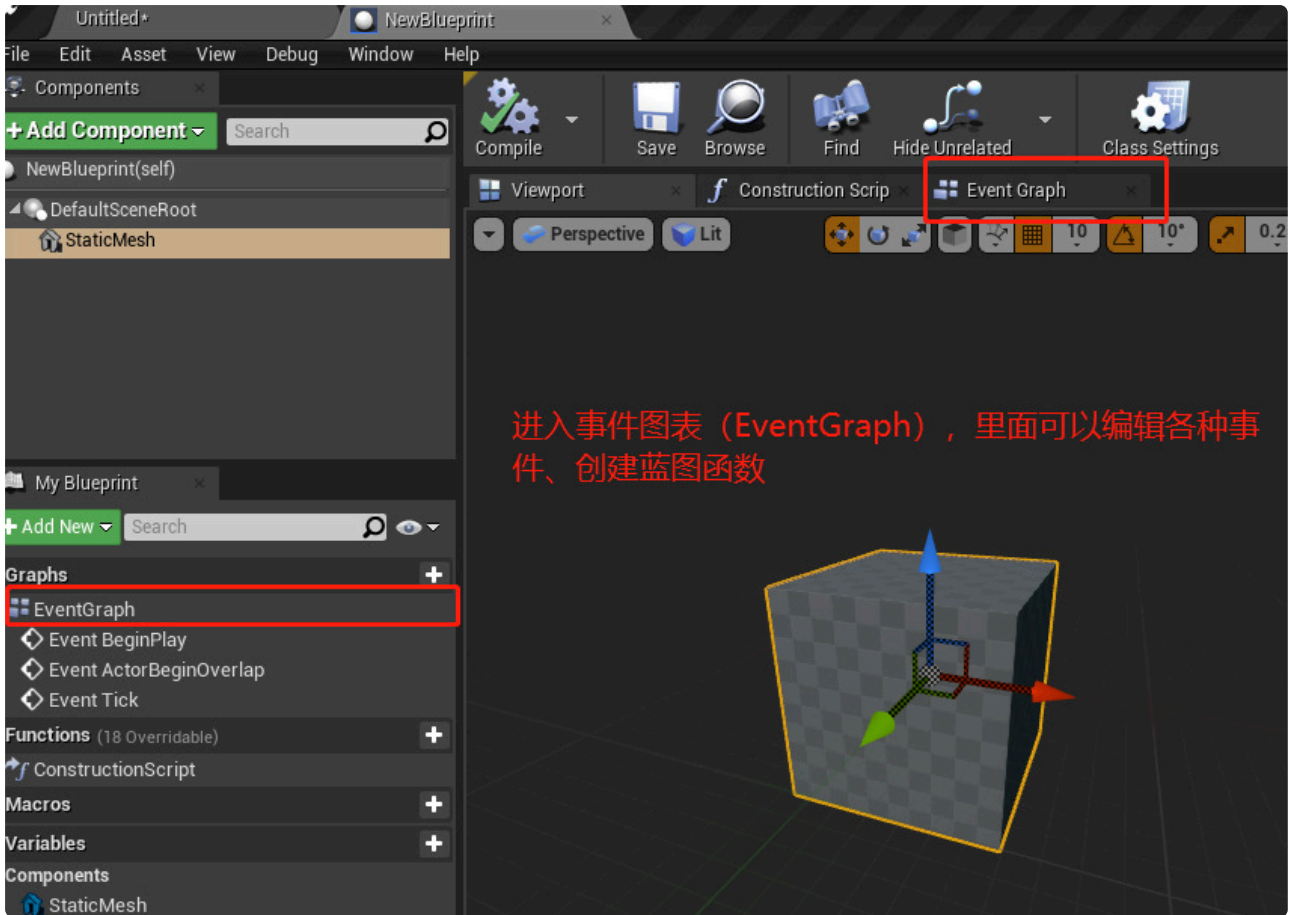 Untitled*
NewBlueprint
File Edit Asset View Debug Window Help
Components
+Add Component
Search
Compile
Save
Browse
Find
Hide Unrelated
Class Settings
NewBlueprint(self)
DefaultSceneRoot
StaticMesh
Viewport
Construction Scrip
Event Graph
Perspective
Lit
10
10°
0.2
进入事件图表（EventGraph），里面可以编辑各种事
件、创建蓝图函数
My Blueprint
+Add New
Search
Graphs
EventGraph
Event BeginPlay
Event ActorBeginOverlap
Event Tick
Functions (18 Overridable)
ConstructionScript
Macros
Variables
Components
StaticMesh